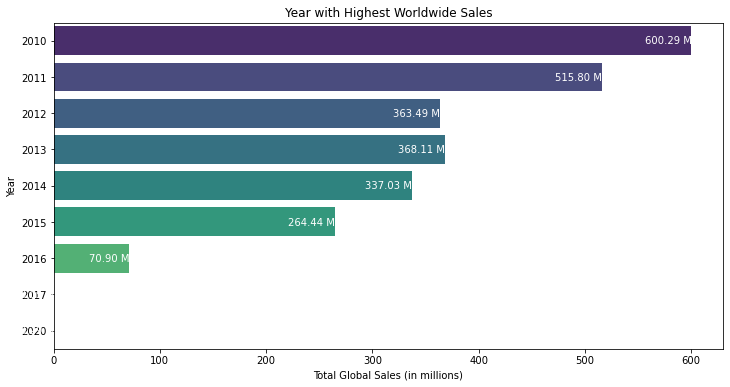 Year with Highest Worldwide Sales
2010
600.29 M
2011
515.80 M
2012
363.49 M
2013
368.11 M
2014
337.03 M
2015
264.44 M
2016
70.90 M
2017
2020
Year
0 100 200 300 400 500 600
Total Global Sales (in millions)